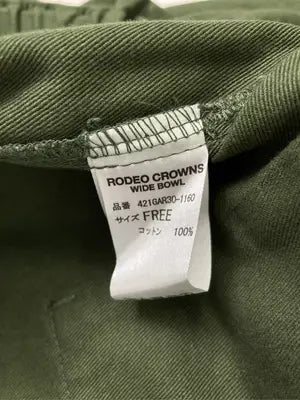 RODEO CROWNS
WIDE BOWL
品番 421GAR30-1160
サイズ FREE
コットン 100%